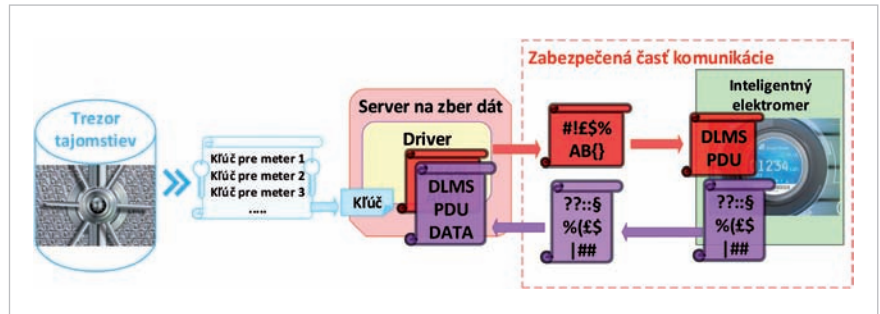 Zabezpečená časť komunikácie
Trezor
tajomstiev
Kľúč pre meter 1
Kľúč pre meter 2
Kľúč pre meter 3
.....
Kľúč
Server na zber dát
Driver
DLMS
PDU
DATA
#!£$%
AB{}
??::§
%(£$
|##
Inteligentný
elektromer
DLMS
PDU
1234
??::§
%(£$
|##